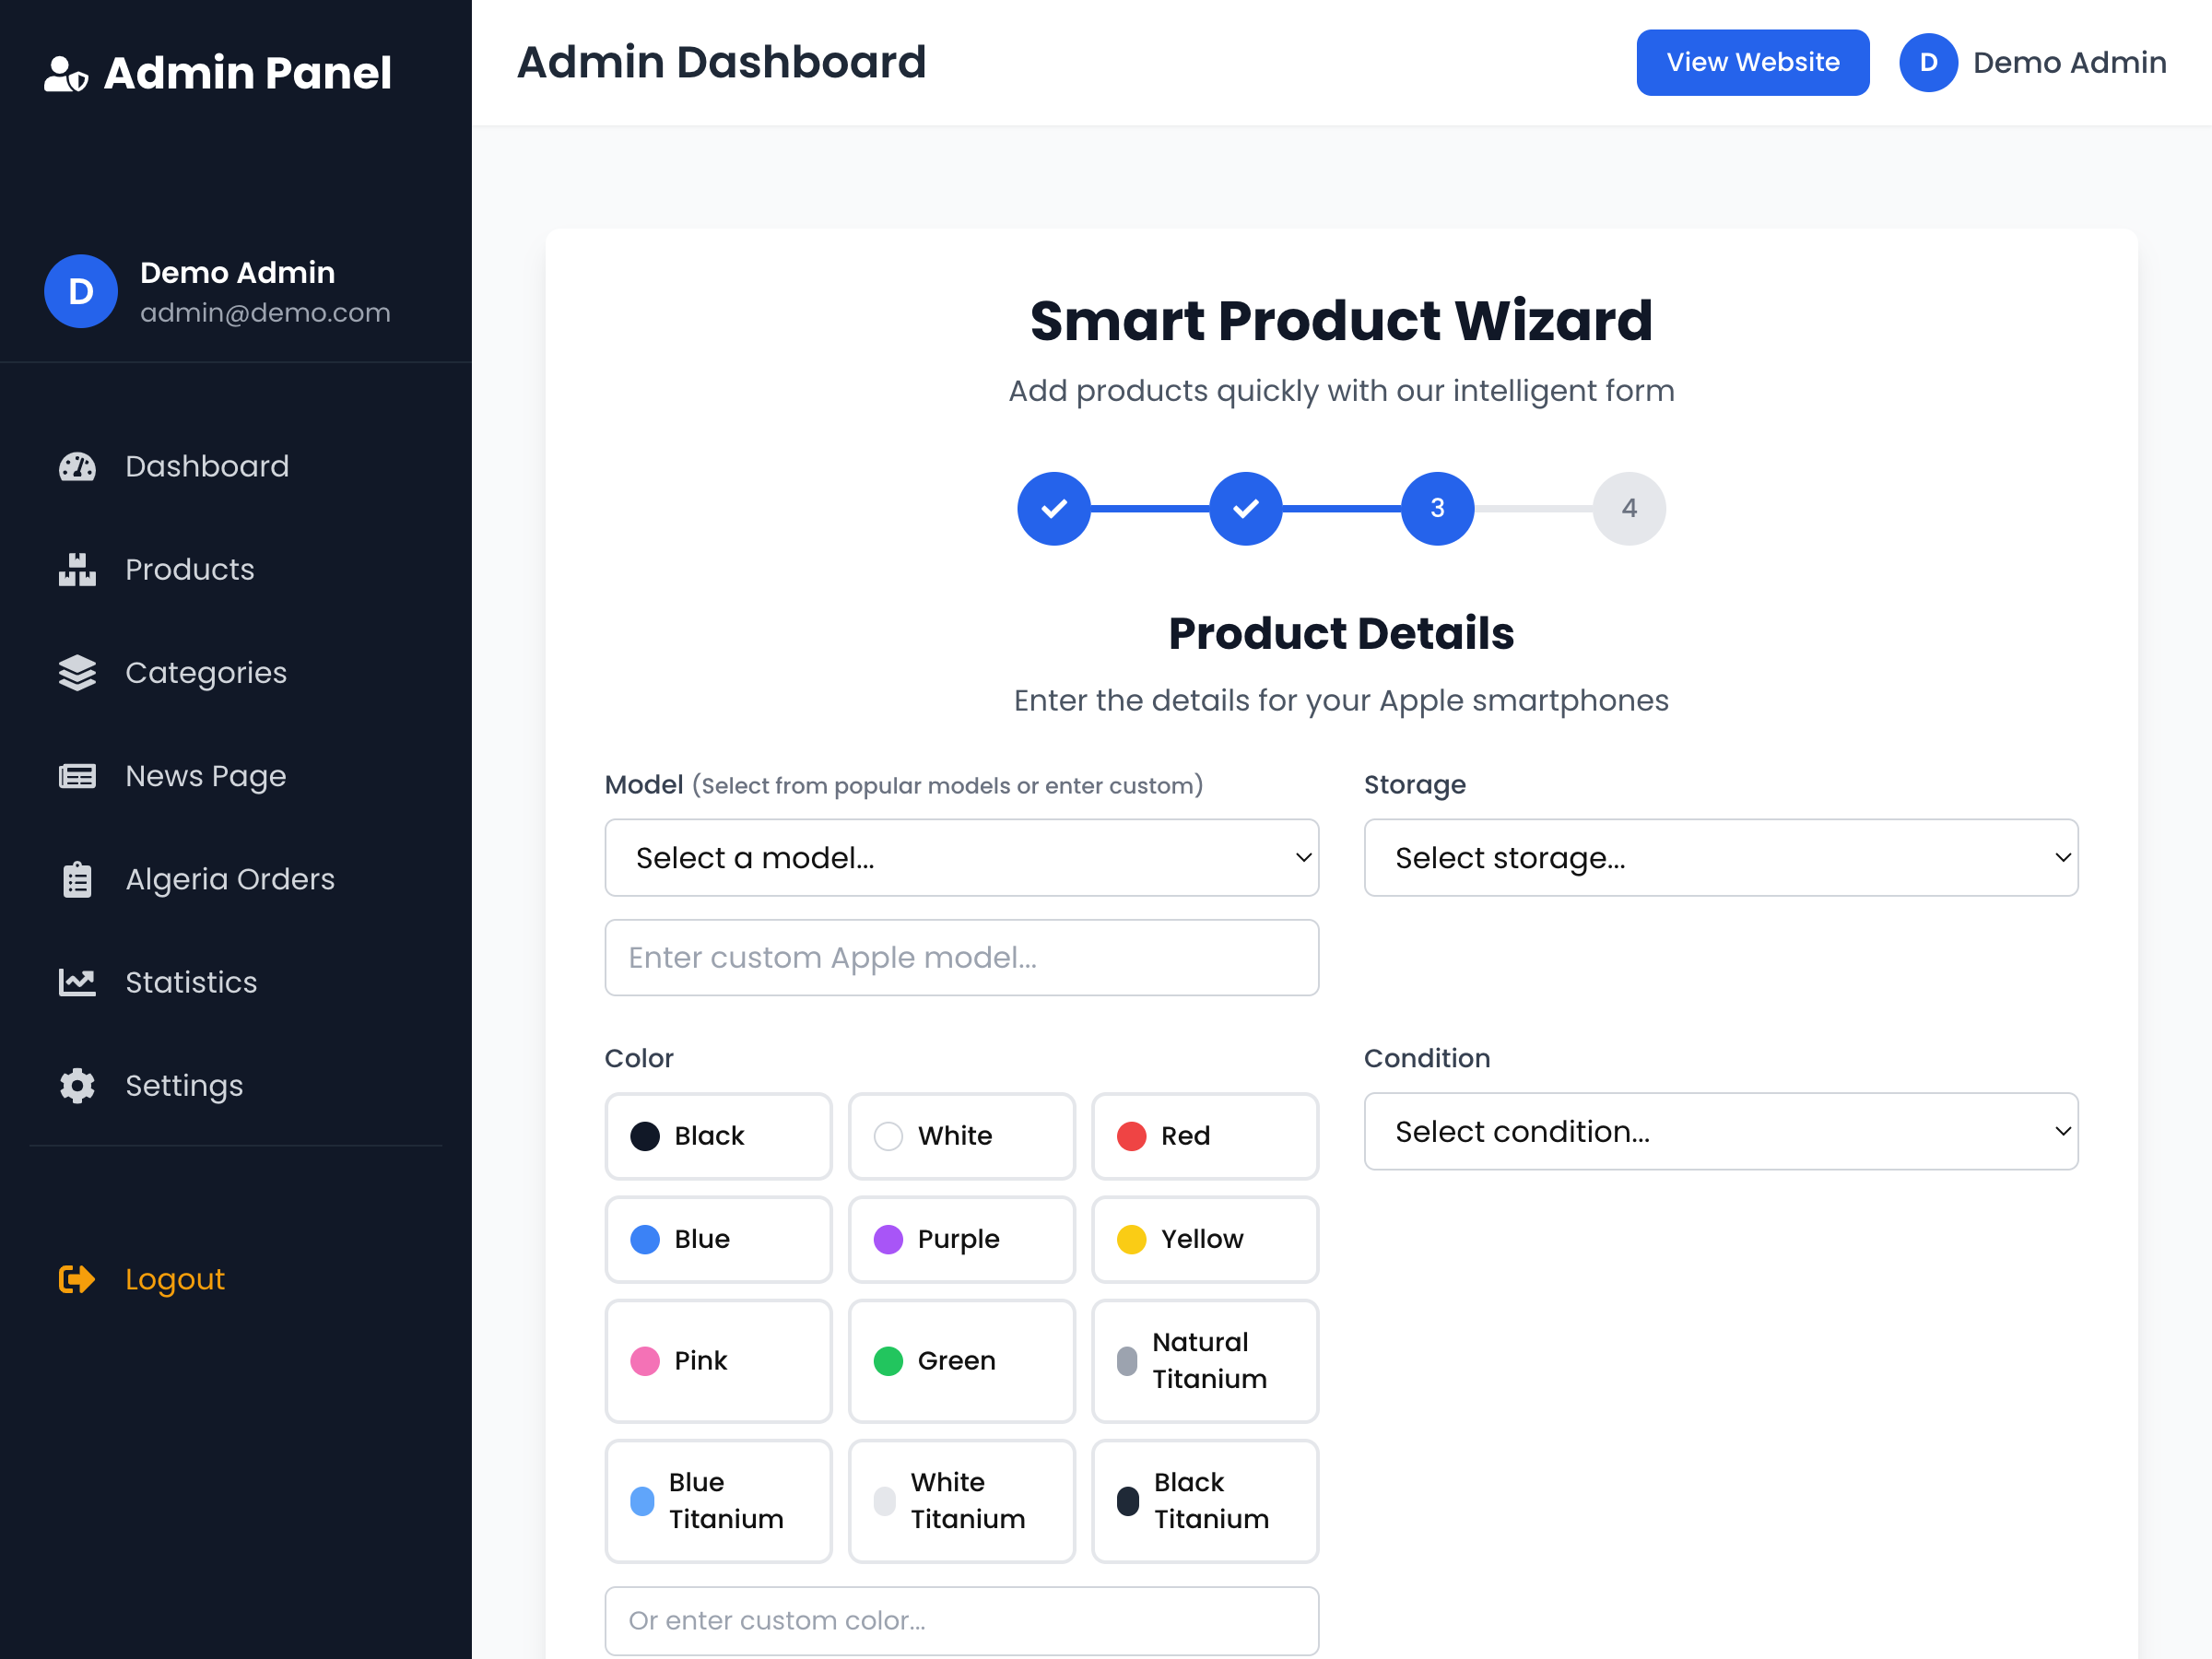 Admin Panel
Admin Dashboard
View Website
D
Demo Admin
D
Demo Admin
admin@demo.com
Dashboard
Products
Categories
News Page
Algeria Orders
Statistics
Settings
Logout
Smart Product Wizard
Add products quickly with our intelligent form
3
4
Product Details
Enter the details for your Apple smartphones
Model (Select from popular models or enter custom)
Select a model...
Enter custom Apple model...
Storage
Select storage...
Color
Black
White
Red
Blue
Purple
Yellow
Pink
Green
Natural
Titanium
Blue
Titanium
White
Titanium
Black
Titanium
Or enter custom color...
Condition
Select condition...